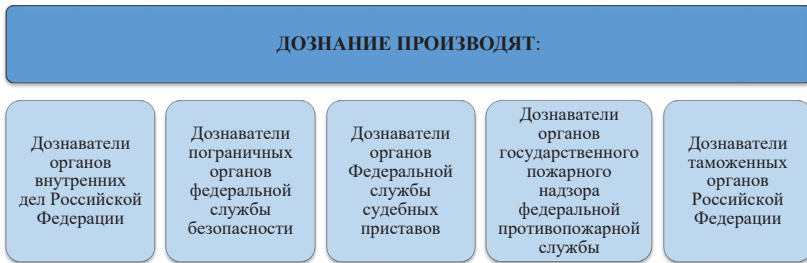 ДОЗНАНИЕ ПРОИЗВОДЯТ:
Дознаватели
органов
внутренних
дел Российской
Федерации
Дознаватели
пограничных
органов
федеральной
службы
безопасности
Дознаватели
органов
Федеральной
службы
судебных
приставов
Дознаватели
органов
государственного
пожарного
надзора
федеральной
противопожарной
службы
Дознаватели
таможенных
органов
Российской
Федерации